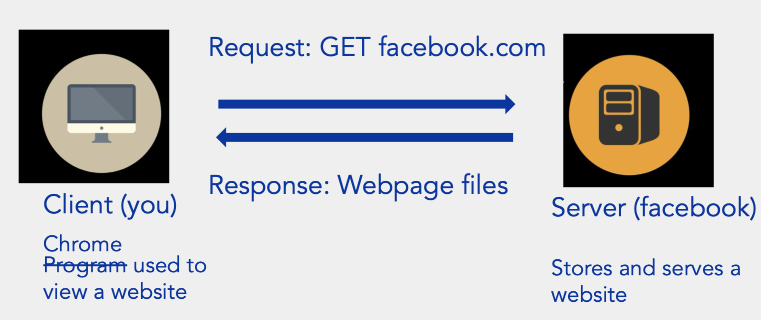 Request: GET facebook.com
Response: Webpage files
Client (you)
Chrome
Program used to
view a website
Server (facebook)
Stores and serves a
website